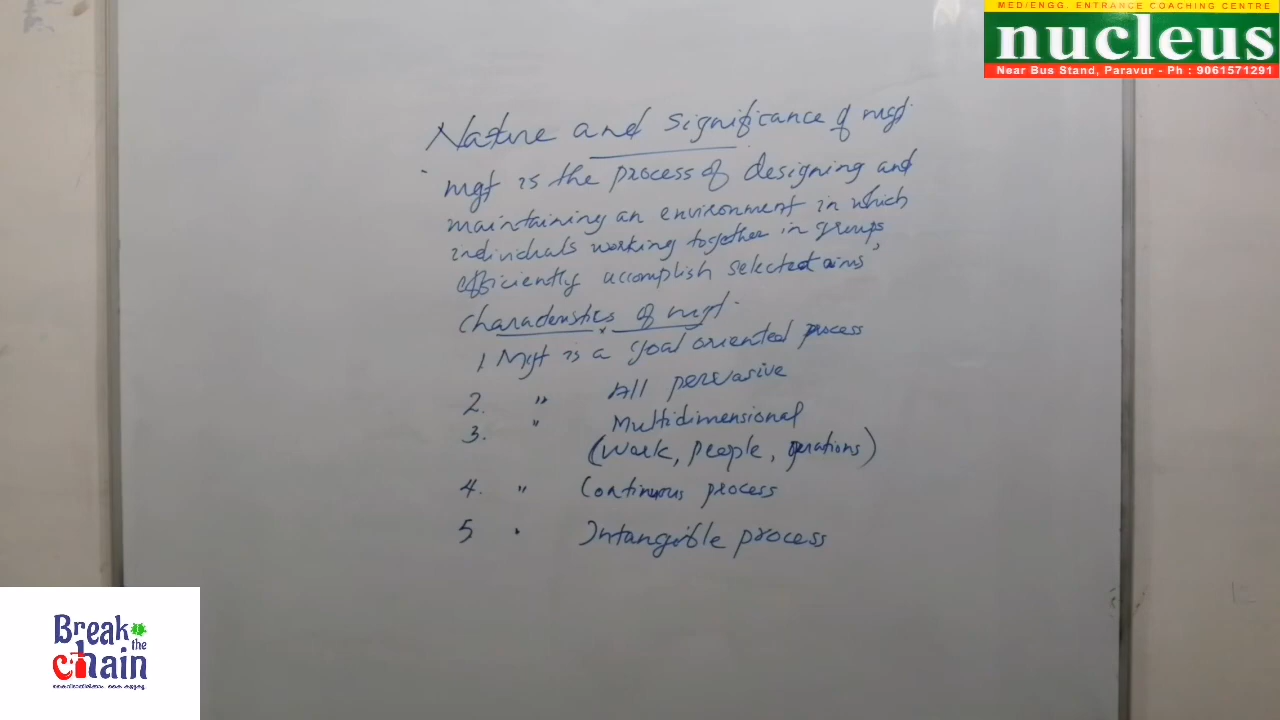 MED/ENGG. ENTRANCE COACHING CENTRE
nucleus
Near Bus Stand, Paravur - Ph : 9061571291
Nature and significance of mgt.
mgt is the process of designing and
maintaining an environment in which
individuals working together in groups,
efficiently accomplish selected aims
Characteristics of mgt.
1 Mgt is a goal oriented process
2. " All pervasive
3. " Multidimensional
(Work, people, operations)
4. " Continuous process
5 Intangible process
Break
the
chain